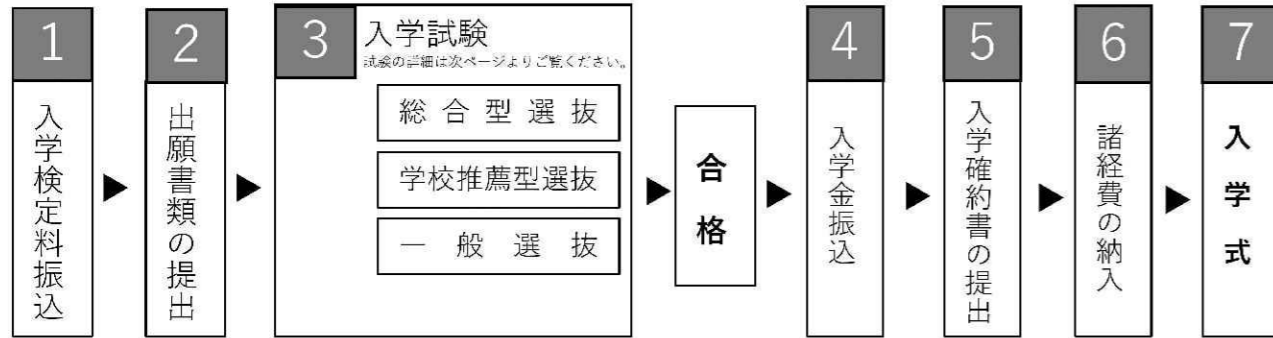 1
入学検定料振込
2
出願書類の提出
3
入学試験
試験の詳細は次ページよりご覧ください。
総合型選抜
学校推薦型選抜
一般選抜
合格
4
入学金振込
5
入学確約書の提出
6
諸経費の納入
7
入学式